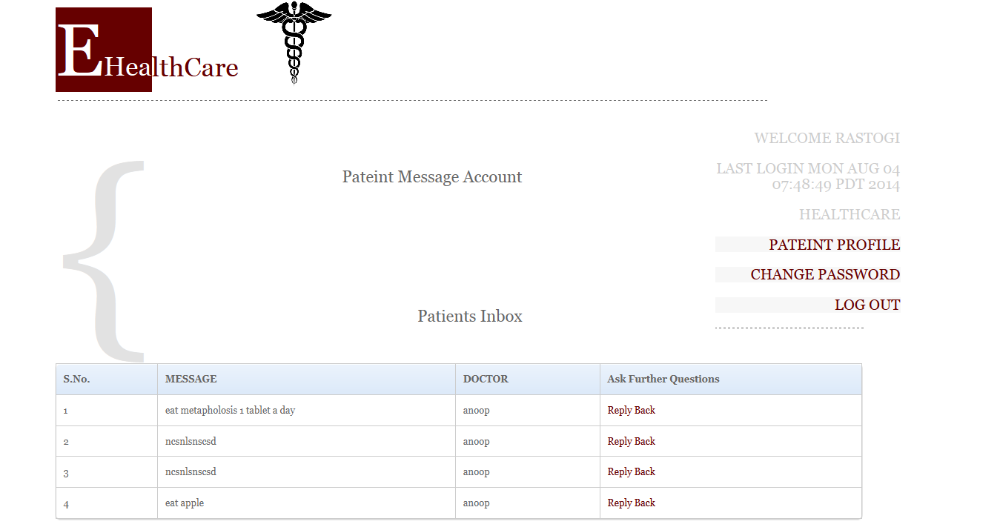 EHealthCare
WELCOME RASTOGI
LAST LOGIN MON AUG 04
07:48:49 PDT 2014
HEALTHCARE
PATEINT PROFILE
CHANGE PASSWORD
LOG OUT
{
Pateint Message Account
Patients Inbox
S.No. MESSAGE DOCTOR Ask Further Questions
1 eat metapholosis 1 tablet a day anoop Reply Back
2 ncsnlsnscsd anoop Reply Back
3 ncsnlsnscsd anoop Reply Back
4 eat apple anoop Reply Back